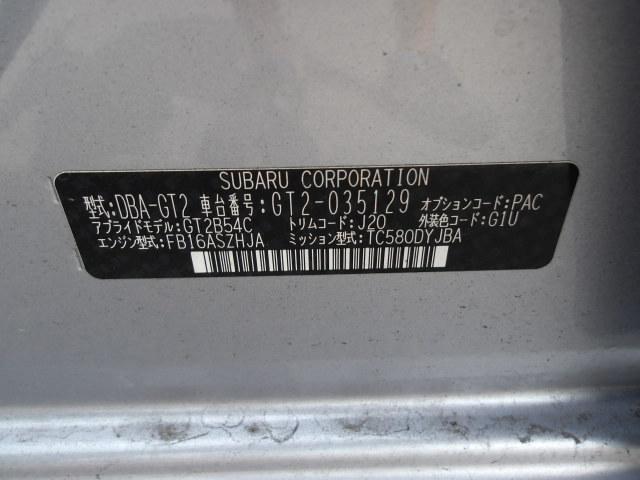 SUBARU CORPORATION
型式:DBA-GT2 車台番号:GT2-035129 オプションコード:PAC
アプライドモデル:GT2B54C トリムコード:J20 外装色コード:G1U
エンジン型式:FB16ASZHJA ミッション型式:TC580DYJBA